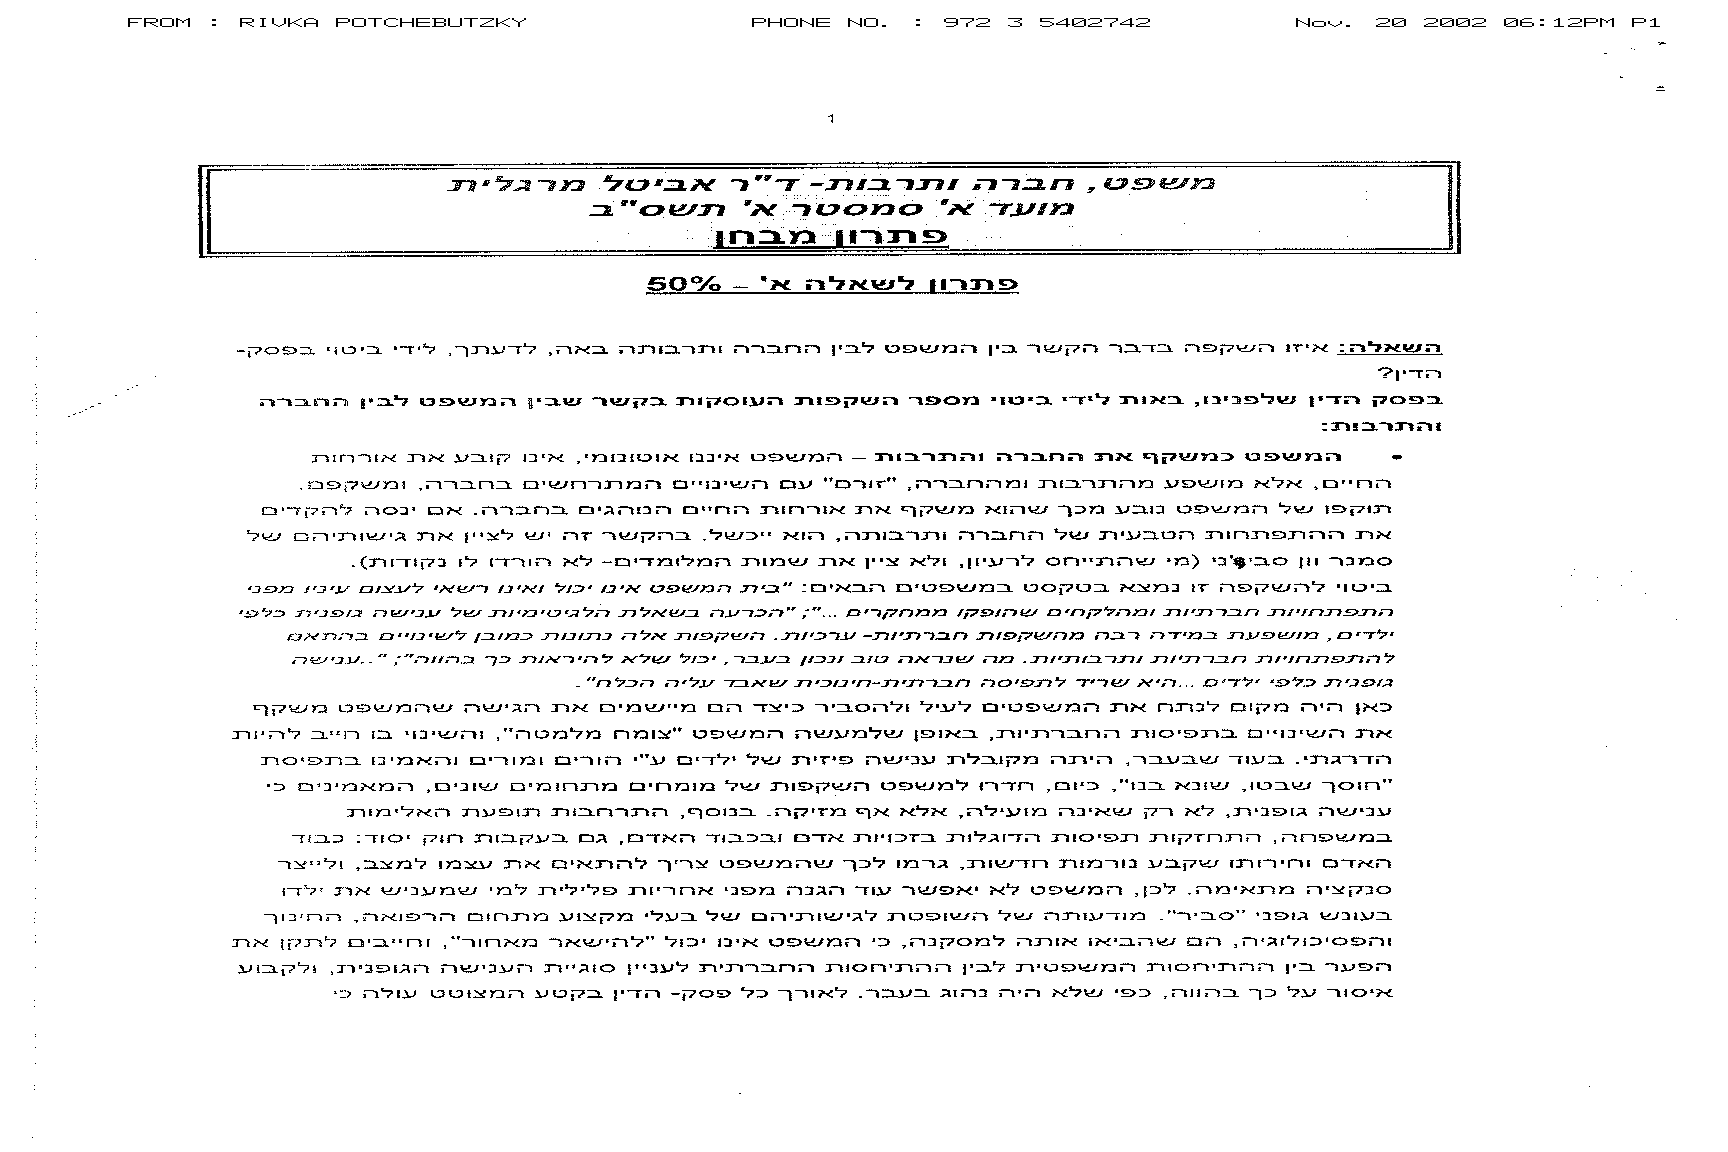 FROM : RIVKA POTCHEBUTZKY PHONE NO. : 972 3 5402742 Nov. 20 2002 06:12PM P1
1
משפט, חברה ותרבות- ד"ר אביטל מרגלית
מועד א' סמסטר א' תשס"ב
פתרון מבחן
פתרון לשאלה א' – 50%
השאלה: איזו השקפה בדבר הקשר בין המשפט לבין החברה ותרבותה באה, לדעתך, לידי ביטוי בפסק-
הדין?
בפסק הדין שלפנינו, באות לידי ביטוי מספר השקפות העוסקות בקשר שבין המשפט לבין החברה
והתרבות:
• המשפט כמשקף את החברה והתרבות – המשפט איננו אוטונומי, אינו קובע את אורחות
החיים, אלא מושפע מהתרבות ומהחברה, "זורם" עם השינויים המתרחשים בחברה, ומשקפם.
תוקפו של המשפט נובע מכך שהוא משקף את אורחות החיים הנוהגים בחברה. אם ינסה להקדים
את ההתפתחות הטבעית של החברה ותרבותה, הוא ייכשל. בהקשר זה יש לציין את גישותיהם של
סמנר וון סביג'ני (מי שהתייחס לרעיון, ולא ציין את שמות המלומדים- לא הורדו לו נקודות).
ביטוי להשקפה זו נמצא בטקסט במשפטים הבאים: "בית המשפט אינו יכול ואינו רשאי לעצום עיניו מפני
התפתחויות חברתיות ומהלקחים שהופקו ממחקרים ..."; "הכרעה בשאלת הלגיטימיות של ענישה גופנית כלפי
ילדים, מושפעת במידה רבה מהשקפות חברתיות- ערכיות. השקפות אלה נתונות כמובן לשינויים בהתאם
להתפתחויות חברתיות ותרבותיות. מה שנראה טוב ונכון בעבר, יכול שלא להיראות כך בהווה"; "..ענישה
גופנית כלפי ילדים ...היא שריד לתפיסה חברתית-חינוכית שאבד עליה הכלח".
כאן היה מקום לנתח את המשפטים לעיל ולהסביר כיצד הם מיישמים את הגישה שהמשפט משקף
את השינויים בתפיסות החברתיות, באופן שלמעשה המשפט "צומח מלמטה", והשינוי בו חייב להיות
הדרגתי. בעוד שבעבר, היתה מקובלת ענישה פיזית של ילדים ע"י הורים ומורים והאמינו בתפיסת
"חוסך שבטו, שונא בנו", כיום, חדרו למשפט השקפות של מומחים מתחומים שונים, המאמינים כי
ענישה גופנית, לא רק שאינה מועילה, אלא אף מזיקה. בנוסף, התרחבות תופעת האלימות
במשפחה, התחזקות תפיסות הדוגלות בזכויות אדם ובכבוד האדם, גם בעקבות חוק יסוד: כבוד
האדם וחירותו שקבע נורמות חדשות, גרמו לכך שהמשפט צריך להתאים את עצמו למצב, ולייצר
סנקציה מתאימה. לכן, המשפט לא יאפשר עוד הגנה מפני אחריות פלילית למי שמעניש את ילדו
בעונש גופני "סביר". מודעותה של השופטת לגישותיהם של בעלי מקצוע מתחום הרפואה, החינוך
והפסיכולוגיה, הם שהביאו אותה למסקנה, כי המשפט אינו יכול "להישאר מאחור", וחייבים לתקן את
הפער בין ההתיחסות המשפטית לבין ההתיחסות החברתית לעניין סוגיית הענישה הגופנית, ולקבוע
איסור על כך בהווה, כפי שלא היה נהוג בעבר. לאורך כל פסק- הדין בקטע המצוטט עולה כי